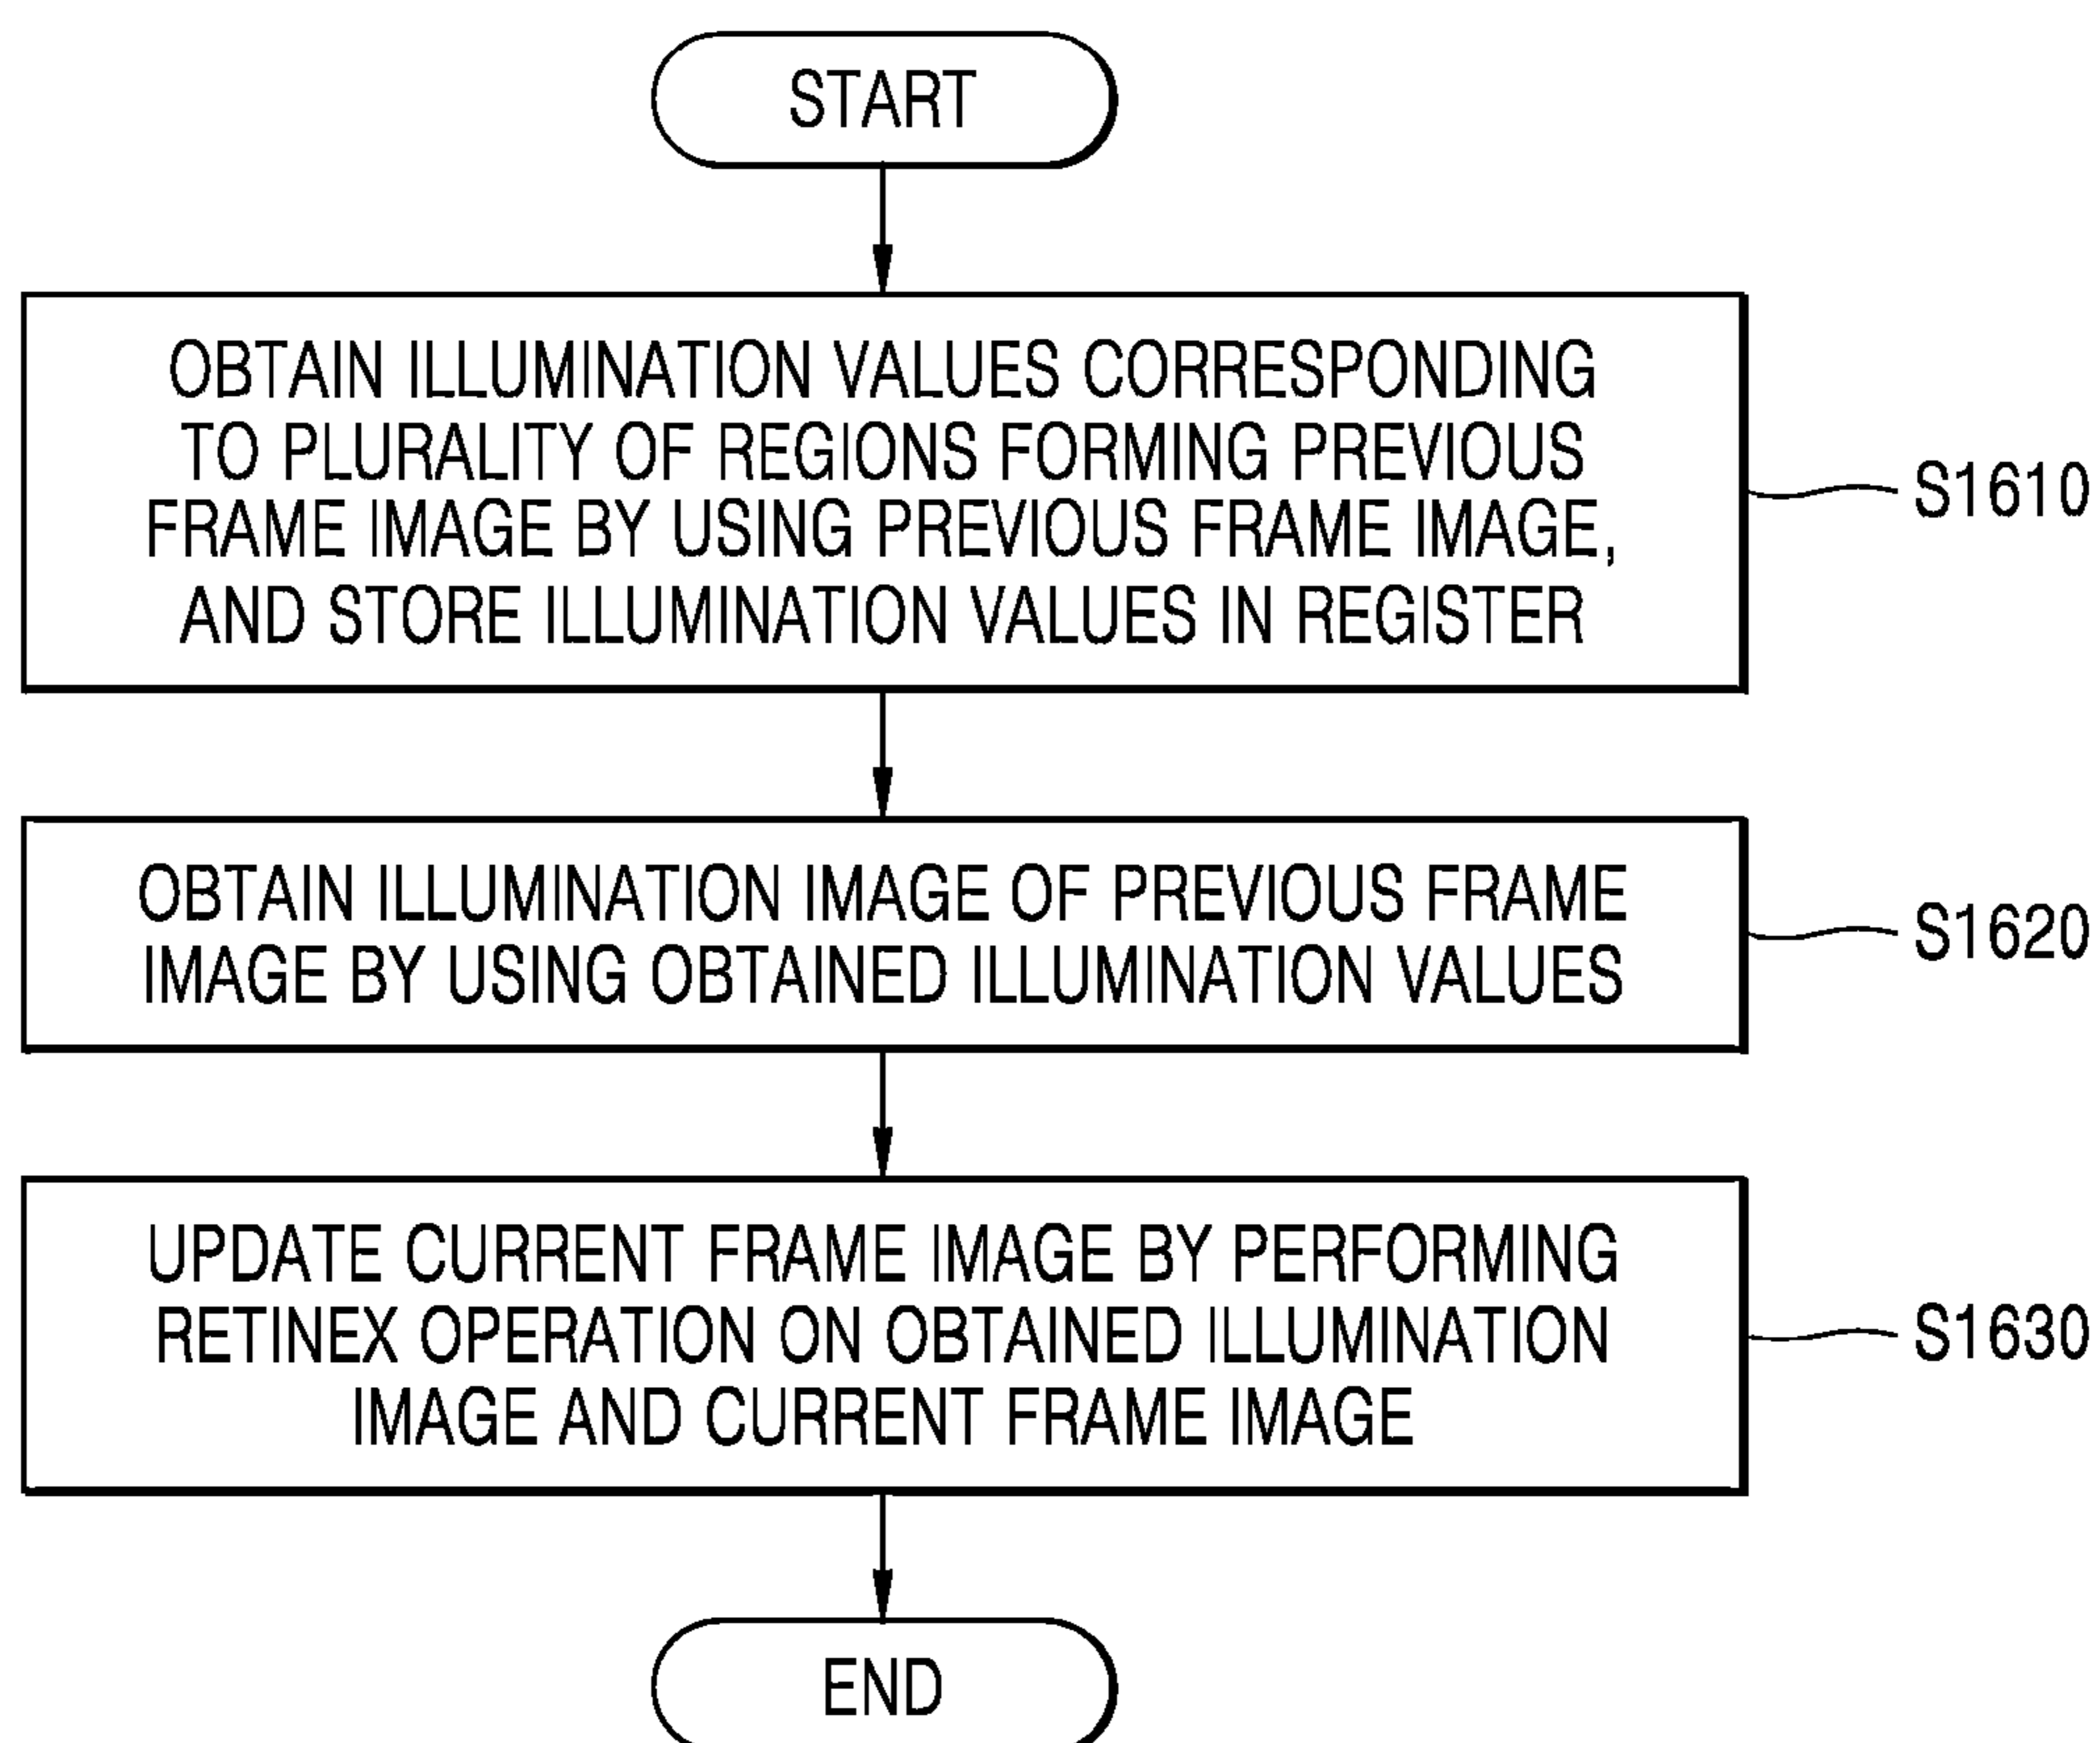 START
OBTAIN ILLUMINATION VALUES CORRESPONDING
TO PLURALITY OF REGIONS FORMING PREVIOUS
FRAME IMAGE BY USING PREVIOUS FRAME IMAGE,
AND STORE ILLUMINATION VALUES IN REGISTER
S1610
OBTAIN ILLUMINATION IMAGE OF PREVIOUS FRAME
IMAGE BY USING OBTAINED ILLUMINATION VALUES
S1620
UPDATE CURRENT FRAME IMAGE BY PERFORMING
RETINEX OPERATION ON OBTAINED ILLUMINATION
IMAGE AND CURRENT FRAME IMAGE
S1630
END